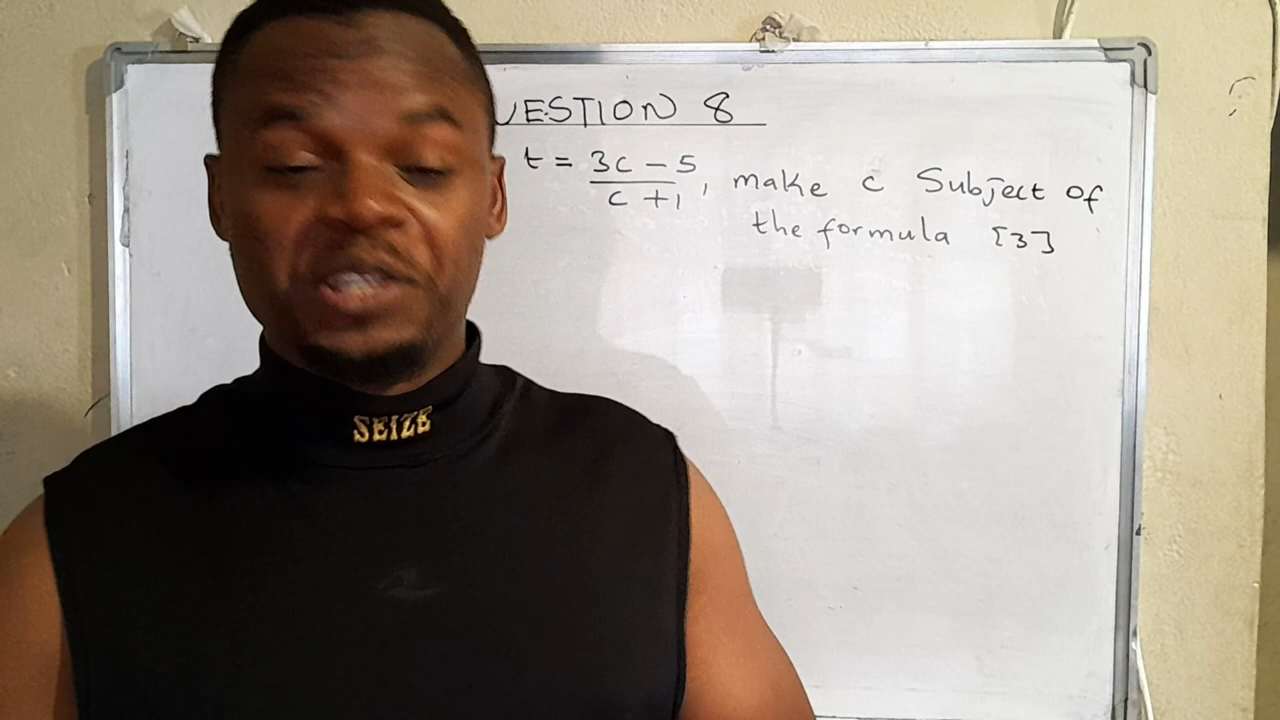 UESTION 8
t = 3c - 5
c + 1, make c Subject of
the formula [3]
SEIZE